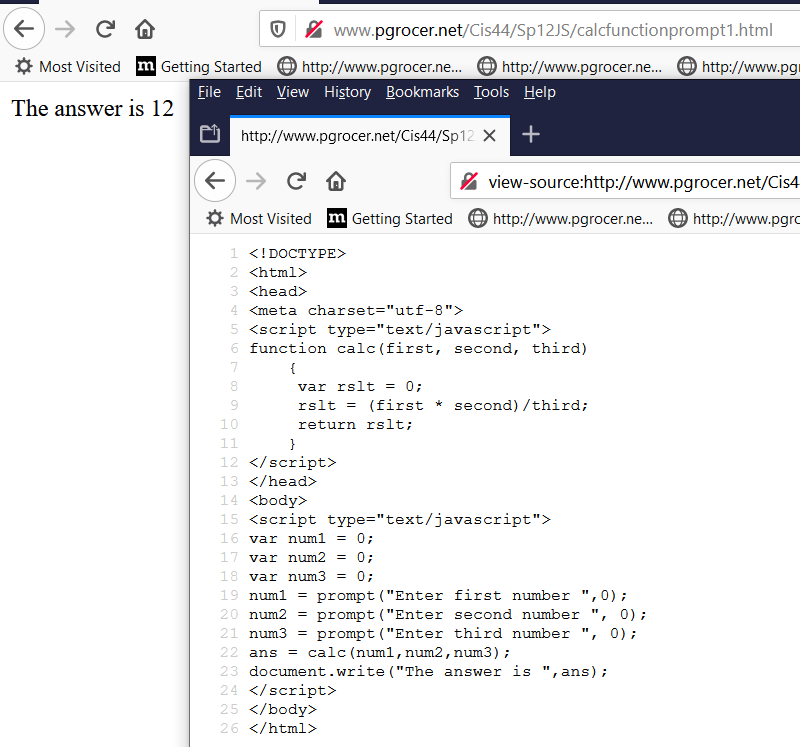 www.pgrocer.net/Cis44/Sp12JS/calcfunctionprompt1.html
Most Visited m Getting Started http://www.pgrocer.ne... http://www.pgrocer.ne... http://www.pg
The answer is 12
File Edit View History Bookmarks Tools Help
http://www.pgrocer.net/Cis44/Sp12
view-source:http://www.pgrocer.net/Cis4
Most Visited m Getting Started http://www.pgrocer.ne... http://www.pgro
1 <!DOCTYPE>
2 <html>
3 <head>
4 <meta charset="utf-8">
5 <script type="text/javascript">
6 function calc(first, second, third)
7 {
8 var rslt = 0;
9 rslt = (first * second)/third;
10 return rslt;
11 }
12 </script>
13 </head>
14 <body>
15 <script type="text/javascript">
16 var num1 = 0;
17 var num2 = 0;
18 var num3 = 0;
19 num1 = prompt("Enter first number ",0);
20 num2 = prompt("Enter second number ", 0);
21 num3 = prompt("Enter third number ", 0);
22 ans = calc(num1,num2,num3);
23 document.write("The answer is ",ans);
24 </script>
25 </body>
26 </html>